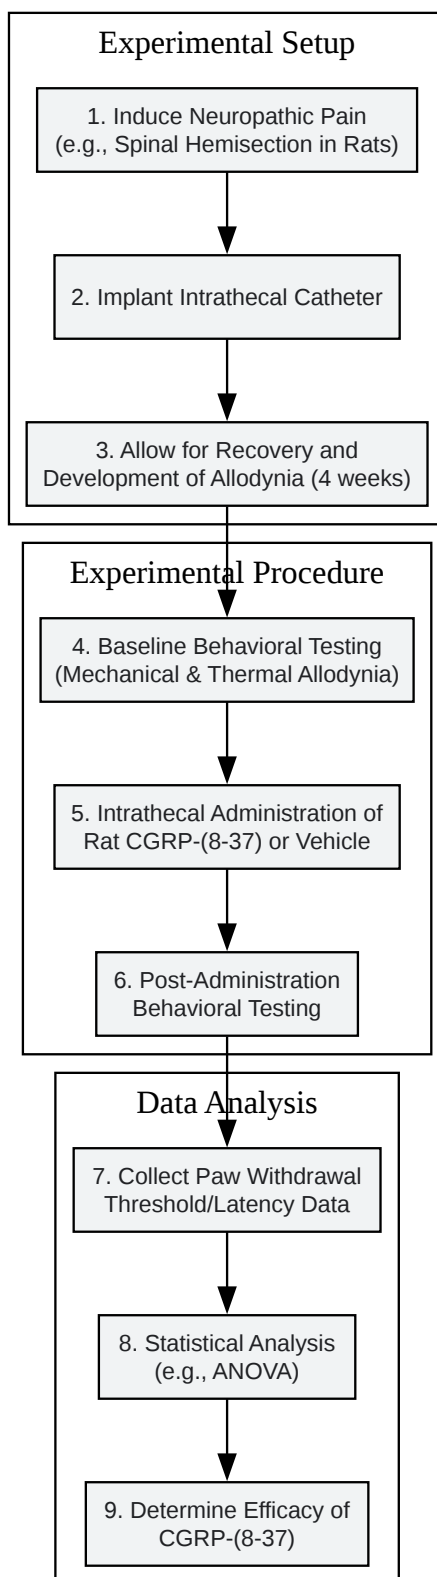 Experimental Setup
1. Induce Neuropathic Pain
(e.g., Spinal Hemisection in Rats)
2. Implant Intrathecal Catheter
3. Allow for Recovery and
Development of Allodynia (4 weeks)
Experimental Procedure
4. Baseline Behavioral Testing
(Mechanical & Thermal Allodynia)
5. Intrathecal Administration of
Rat CGRP-(8-37) or Vehicle
6. Post-Administration
Behavioral Testing
Data Analysis
7. Collect Paw Withdrawal
Threshold/Latency Data
8. Statistical Analysis
(e.g., ANOVA)
9. Determine Efficacy of
CGRP-(8-37)